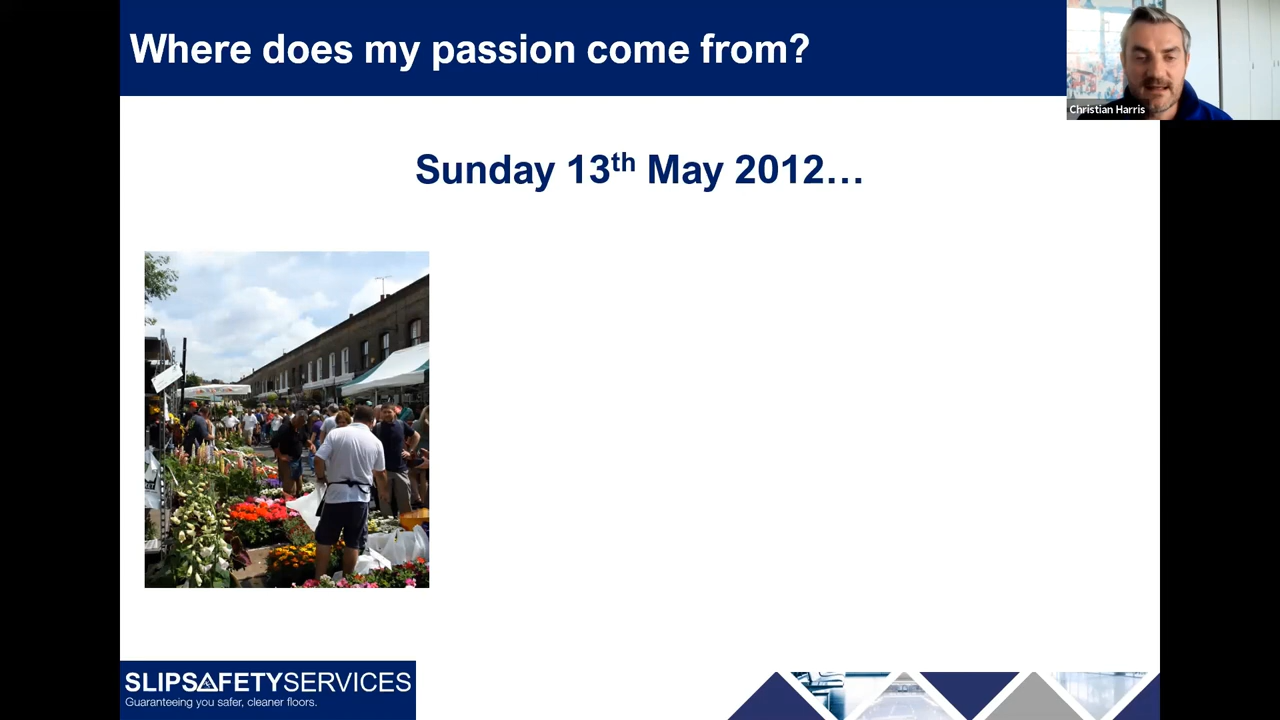 Where does my passion come from?
Christian Harris
Sunday 13th May 2012…
SLIPSAFETYSERVICES
Guaranteeing you safer, cleaner floors.